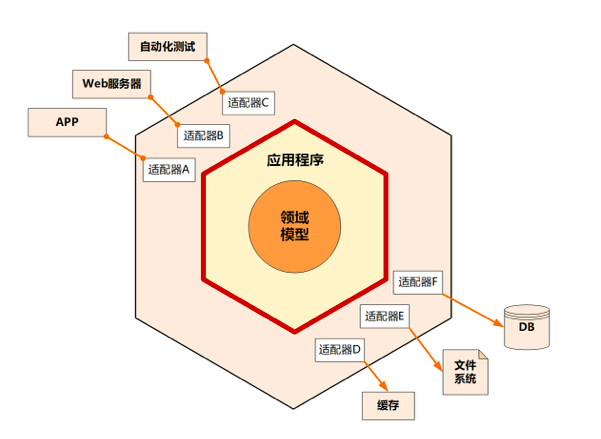 自动化测试
Web服务器
适配器C
APP
适配器B
应用程序
适配器A
领域
模型
适配器F
适配器E
DB
适配器D
文件
系统
缓存